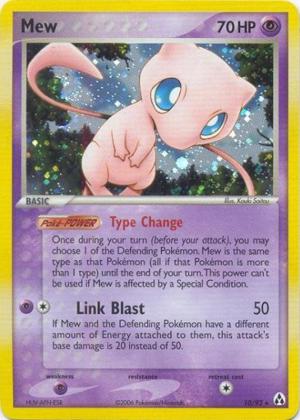 Mew 70 HP
BASIC
Illus. Kouki Saitou
Poké-POWER Type Change
Once during your turn (before your attack), you may
choose 1 of the Defending Pokémon. Mew is the same
type as that Pokémon (all if that Pokémon is more
than 1 type) until the end of your turn. This power can't
be used if Mew is affected by a Special Condition.
Link Blast 50
If Mew and the Defending Pokémon have a different
amount of Energy attached to them, this attack's
base damage is 20 instead of 50.
weakness resistance retreat cost
©2006 Pokémon/Nintendo 10/92